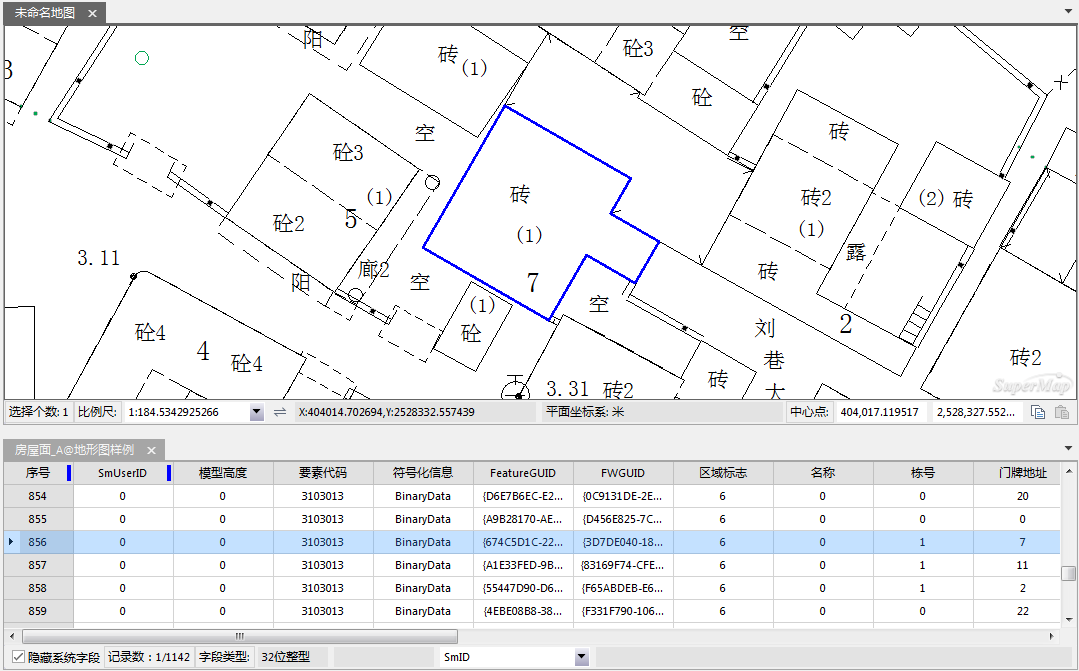 未命名地图
阳
砖
(1)
砼3
空
3
砼
空
砼3
砖
砖
(1)
(1)
砖2
(2)
砖
砼2
5
(1)
(1)
露
3.11
廊2
阳
空
7
砖
(1)
空
砼
刘
2
砼4
4
砼4
巷
砖2
砖
大
3.31
砖2
SuperMap
选择个数: 1
比例尺:
1:184.5342925266
X:404014.702694,Y:2528332.557439
平面坐标系: 米
中心点:
404,017.119517
2,528,327.552...
房屋面_A@地形图样例
序号 SmUserID 模型高度 要素代码 符号化信息 FeatureGUID FWGUID 区域标志 名称 栋号 门牌地址
854 0 0 3103013 BinaryData {D6E7B6EC-E2... {0C9131DE-2E... 6 0 0 20
855 0 0 3103013 BinaryData {A9B28170-AE... {D456E825-7C... 6 0 0 0
856 0 0 3103013 BinaryData {674C5D1C-22... {3D7DE040-18... 6 0 1 7
857 0 0 3103013 BinaryData {A1E33FED-9B... {83169F74-CFE... 6 0 1 11
858 0 0 3103013 BinaryData {55447D90-D6... {F65ABDEB-E6... 6 0 1 2
859 0 0 3103013 BinaryData {4EBE08B8-38... {F331F790-106... 6 0 0 22
隐藏系统字段 记录数：1/1142 字段类型: 32位整型 SmID